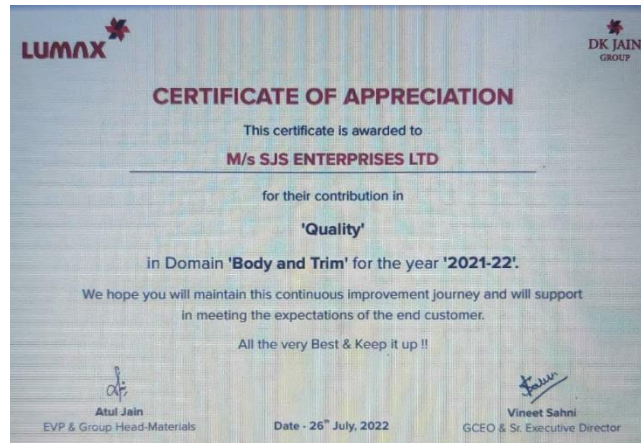 LUMAX
DK JAIN
GROUP
CERTIFICATE OF APPRECIATION
This certificate is awarded to
M/s SJS ENTERPRISES LTD
for their contribution in
'Quality'
in Domain 'Body and Trim' for the year '2021-22'.
We hope you will maintain this continuous improvement journey and will support
in meeting the expectations of the end customer.
All the very Best & Keep it up !!
Atul Jain
EVP & Group Head-Materials
Date - 26th July, 2022
Vineet Sahni
GCEO & Sr. Executive Director